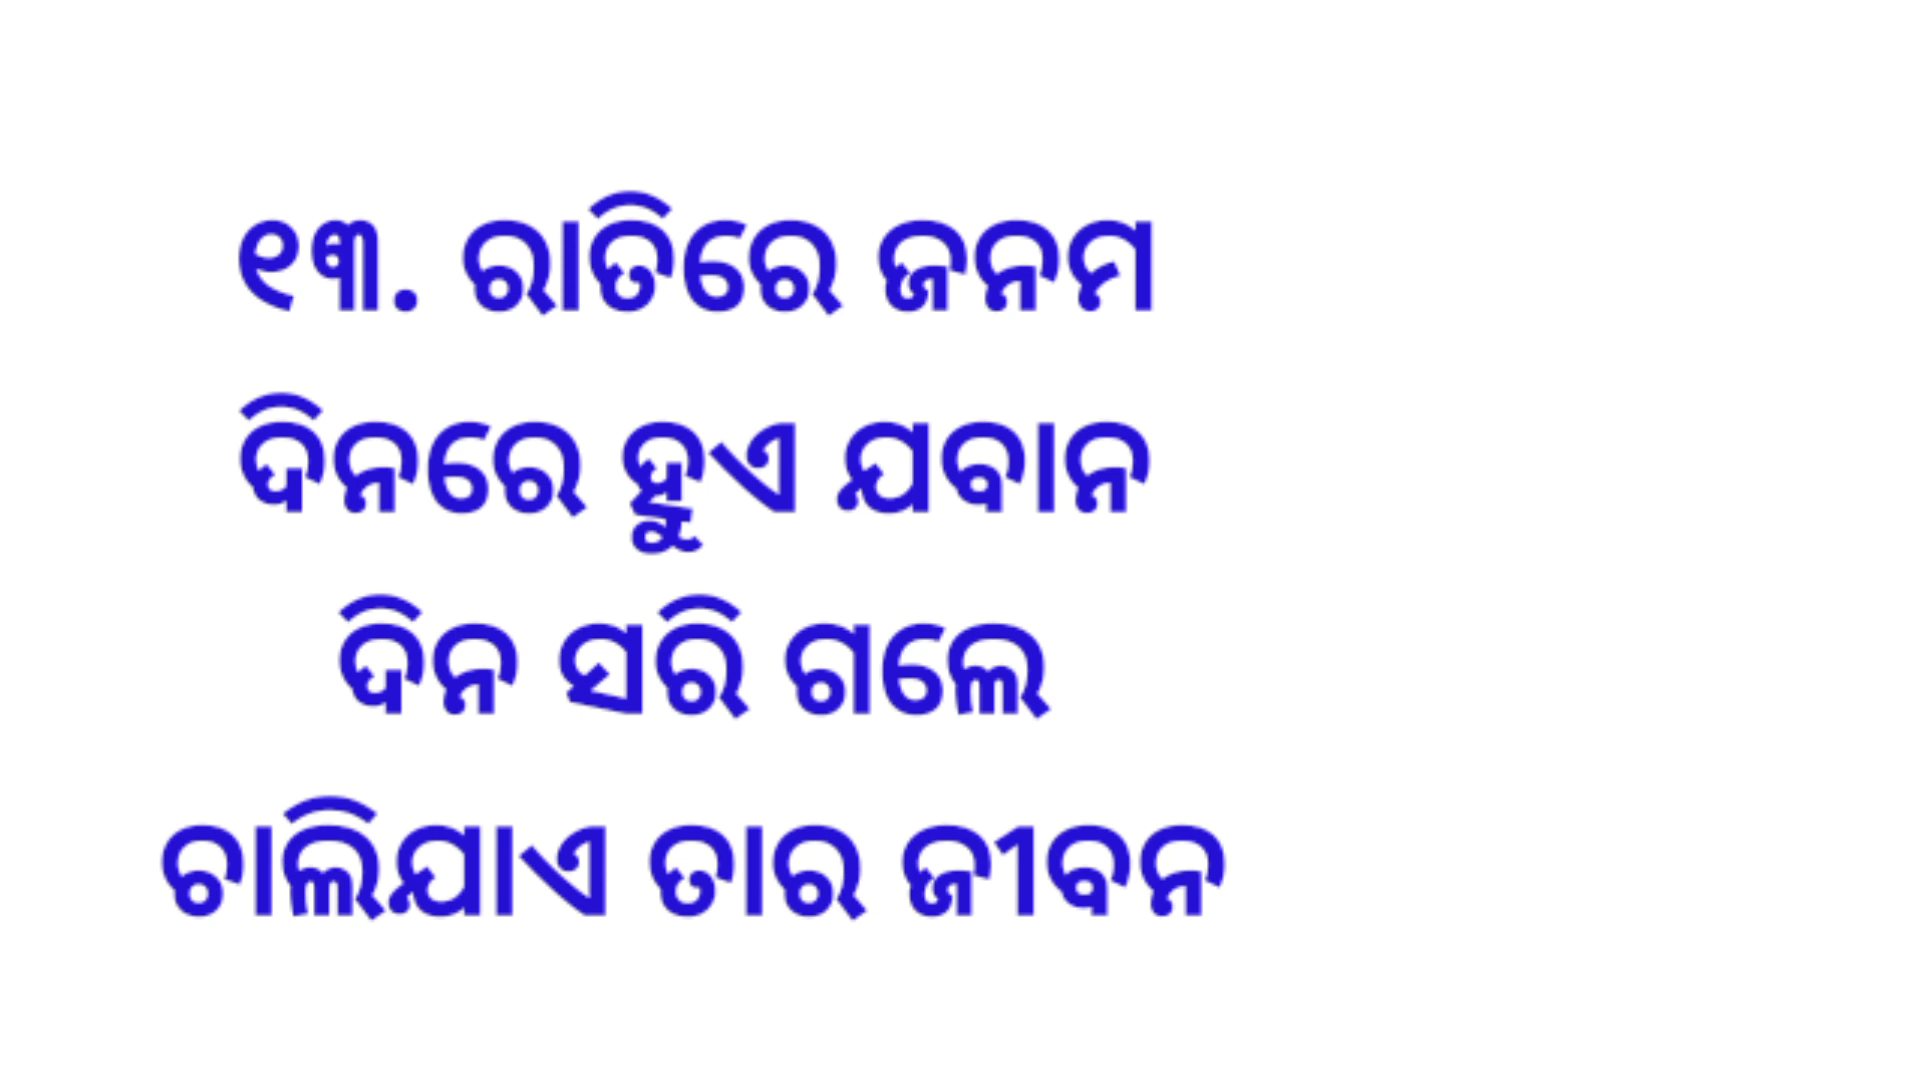 ୧୩. ରାତିରେ ଜନମ
ଦିନରେ ହୁଏ ଯବାନ
ଦିନ ସରି ଗଲେ
ଚାଲିଯାଏ ତାର ଜୀବନ